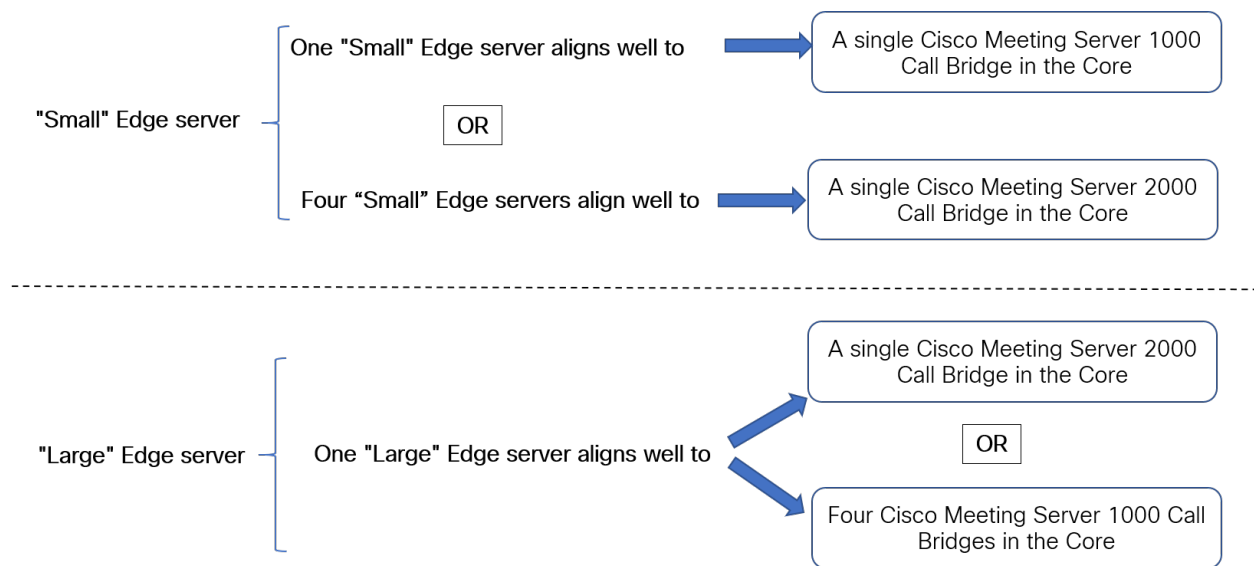 One "Small" Edge server aligns well to
A single Cisco Meeting Server 1000
Call Bridge in the Core
"Small" Edge server
OR
Four “Small” Edge servers align well to
A single Cisco Meeting Server 2000
Call Bridge in the Core
"Large" Edge server
One "Large" Edge server aligns well to
A single Cisco Meeting Server 2000
Call Bridge in the Core
OR
Four Cisco Meeting Server 1000 Call
Bridges in the Core